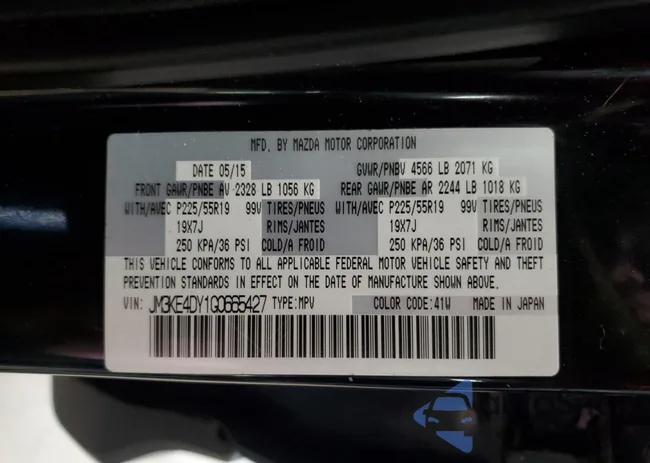 MFD. BY MAZDA MOTOR CORPORATION
DATE 05/15 GVWR/PNBV 4566 LB 2071 KG
FRONT GAWR/PNBE AV 2328 LB 1056 KG REAR GAWR/PNBE AR 2244 LB 1018 KG
WITH/AVEC P225/55R19 99V TIRES/PNEUS WITH/AVEC P225/55R19 99V TIRES/PNEUS
19X7J RIMS/JANTES 19X7J RIMS/JANTES
250 KPA/36 PSI COLD/A FROID 250 KPA/36 PSI COLD/A FROID
THIS VEHICLE CONFORMS TO ALL APPLICABLE FEDERAL MOTOR VEHICLE SAFETY AND THEFT
PREVENTION STANDARDS IN EFFECT ON THE DATE OF MANUFACTURE SHOWN ABOVE.
VIN: JM3KE4DY1G0665427 TYPE:MPV COLOR CODE:41W MADE IN JAPAN